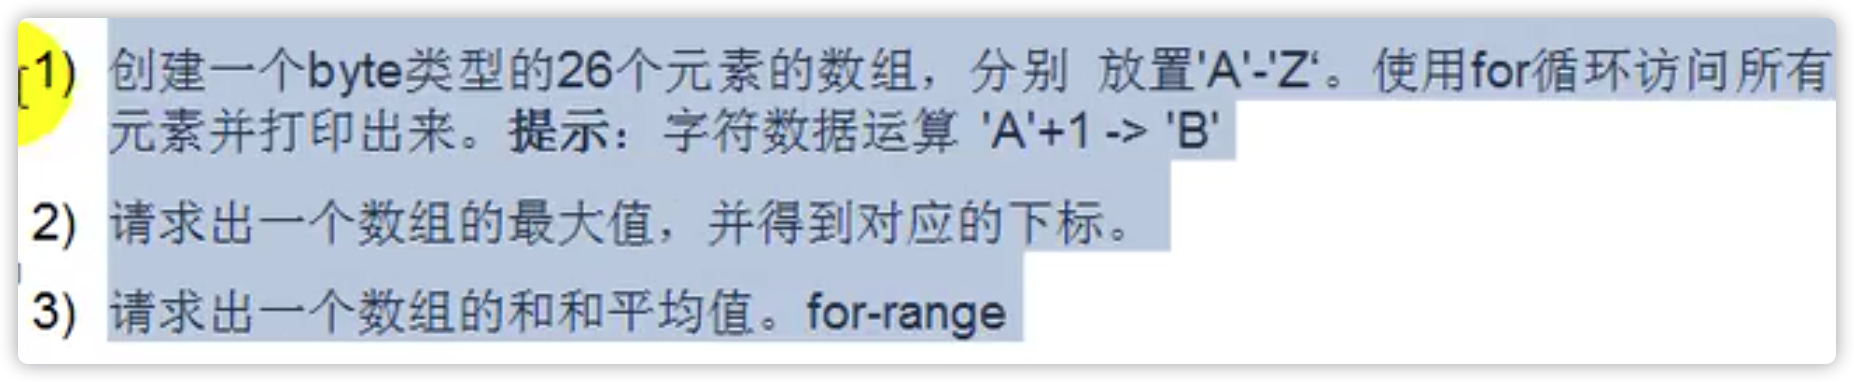 1) 创建一个byte类型的26个元素的数组，分别 放置'A'-'Z‘。使用for循环访问所有
元素并打印出来。提示：字符数据运算 'A'+1 -> 'B'
2) 请求出一个数组的最大值，并得到对应的下标。
3) 请求出一个数组的和和平均值。for-range